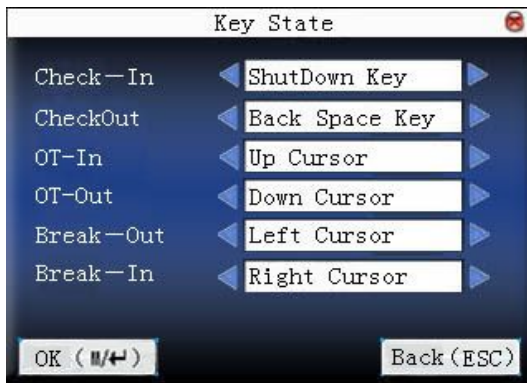 Key State
Check-In ShutDown Key
CheckOut Back Space Key
OT-In Up Cursor
OT-Out Down Cursor
Break-Out Left Cursor
Break-In Right Cursor
OK (M/↵) Back(ESC)